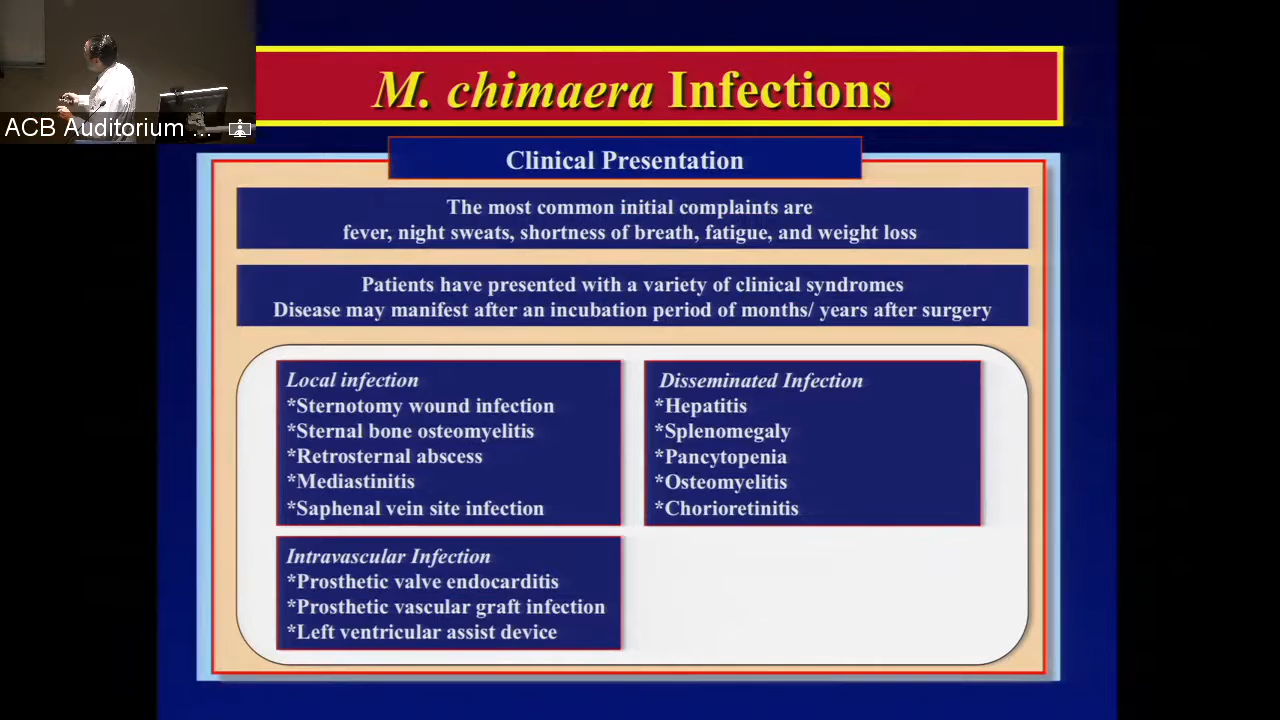 ACB Auditorium ...
M. chimaera Infections
Clinical Presentation
The most common initial complaints are
fever, night sweats, shortness of breath, fatigue, and weight loss
Patients have presented with a variety of clinical syndromes
Disease may manifest after an incubation period of months/ years after surgery
Local infection
*Sternotomy wound infection
*Sternal bone osteomyelitis
*Retrosternal abscess
*Mediastinitis
*Saphenal vein site infection
Disseminated Infection
*Hepatitis
*Splenomegaly
*Pancytopenia
*Osteomyelitis
*Chorioretinitis
Intravascular Infection
*Prosthetic valve endocarditis
*Prosthetic vascular graft infection
*Left ventricular assist device